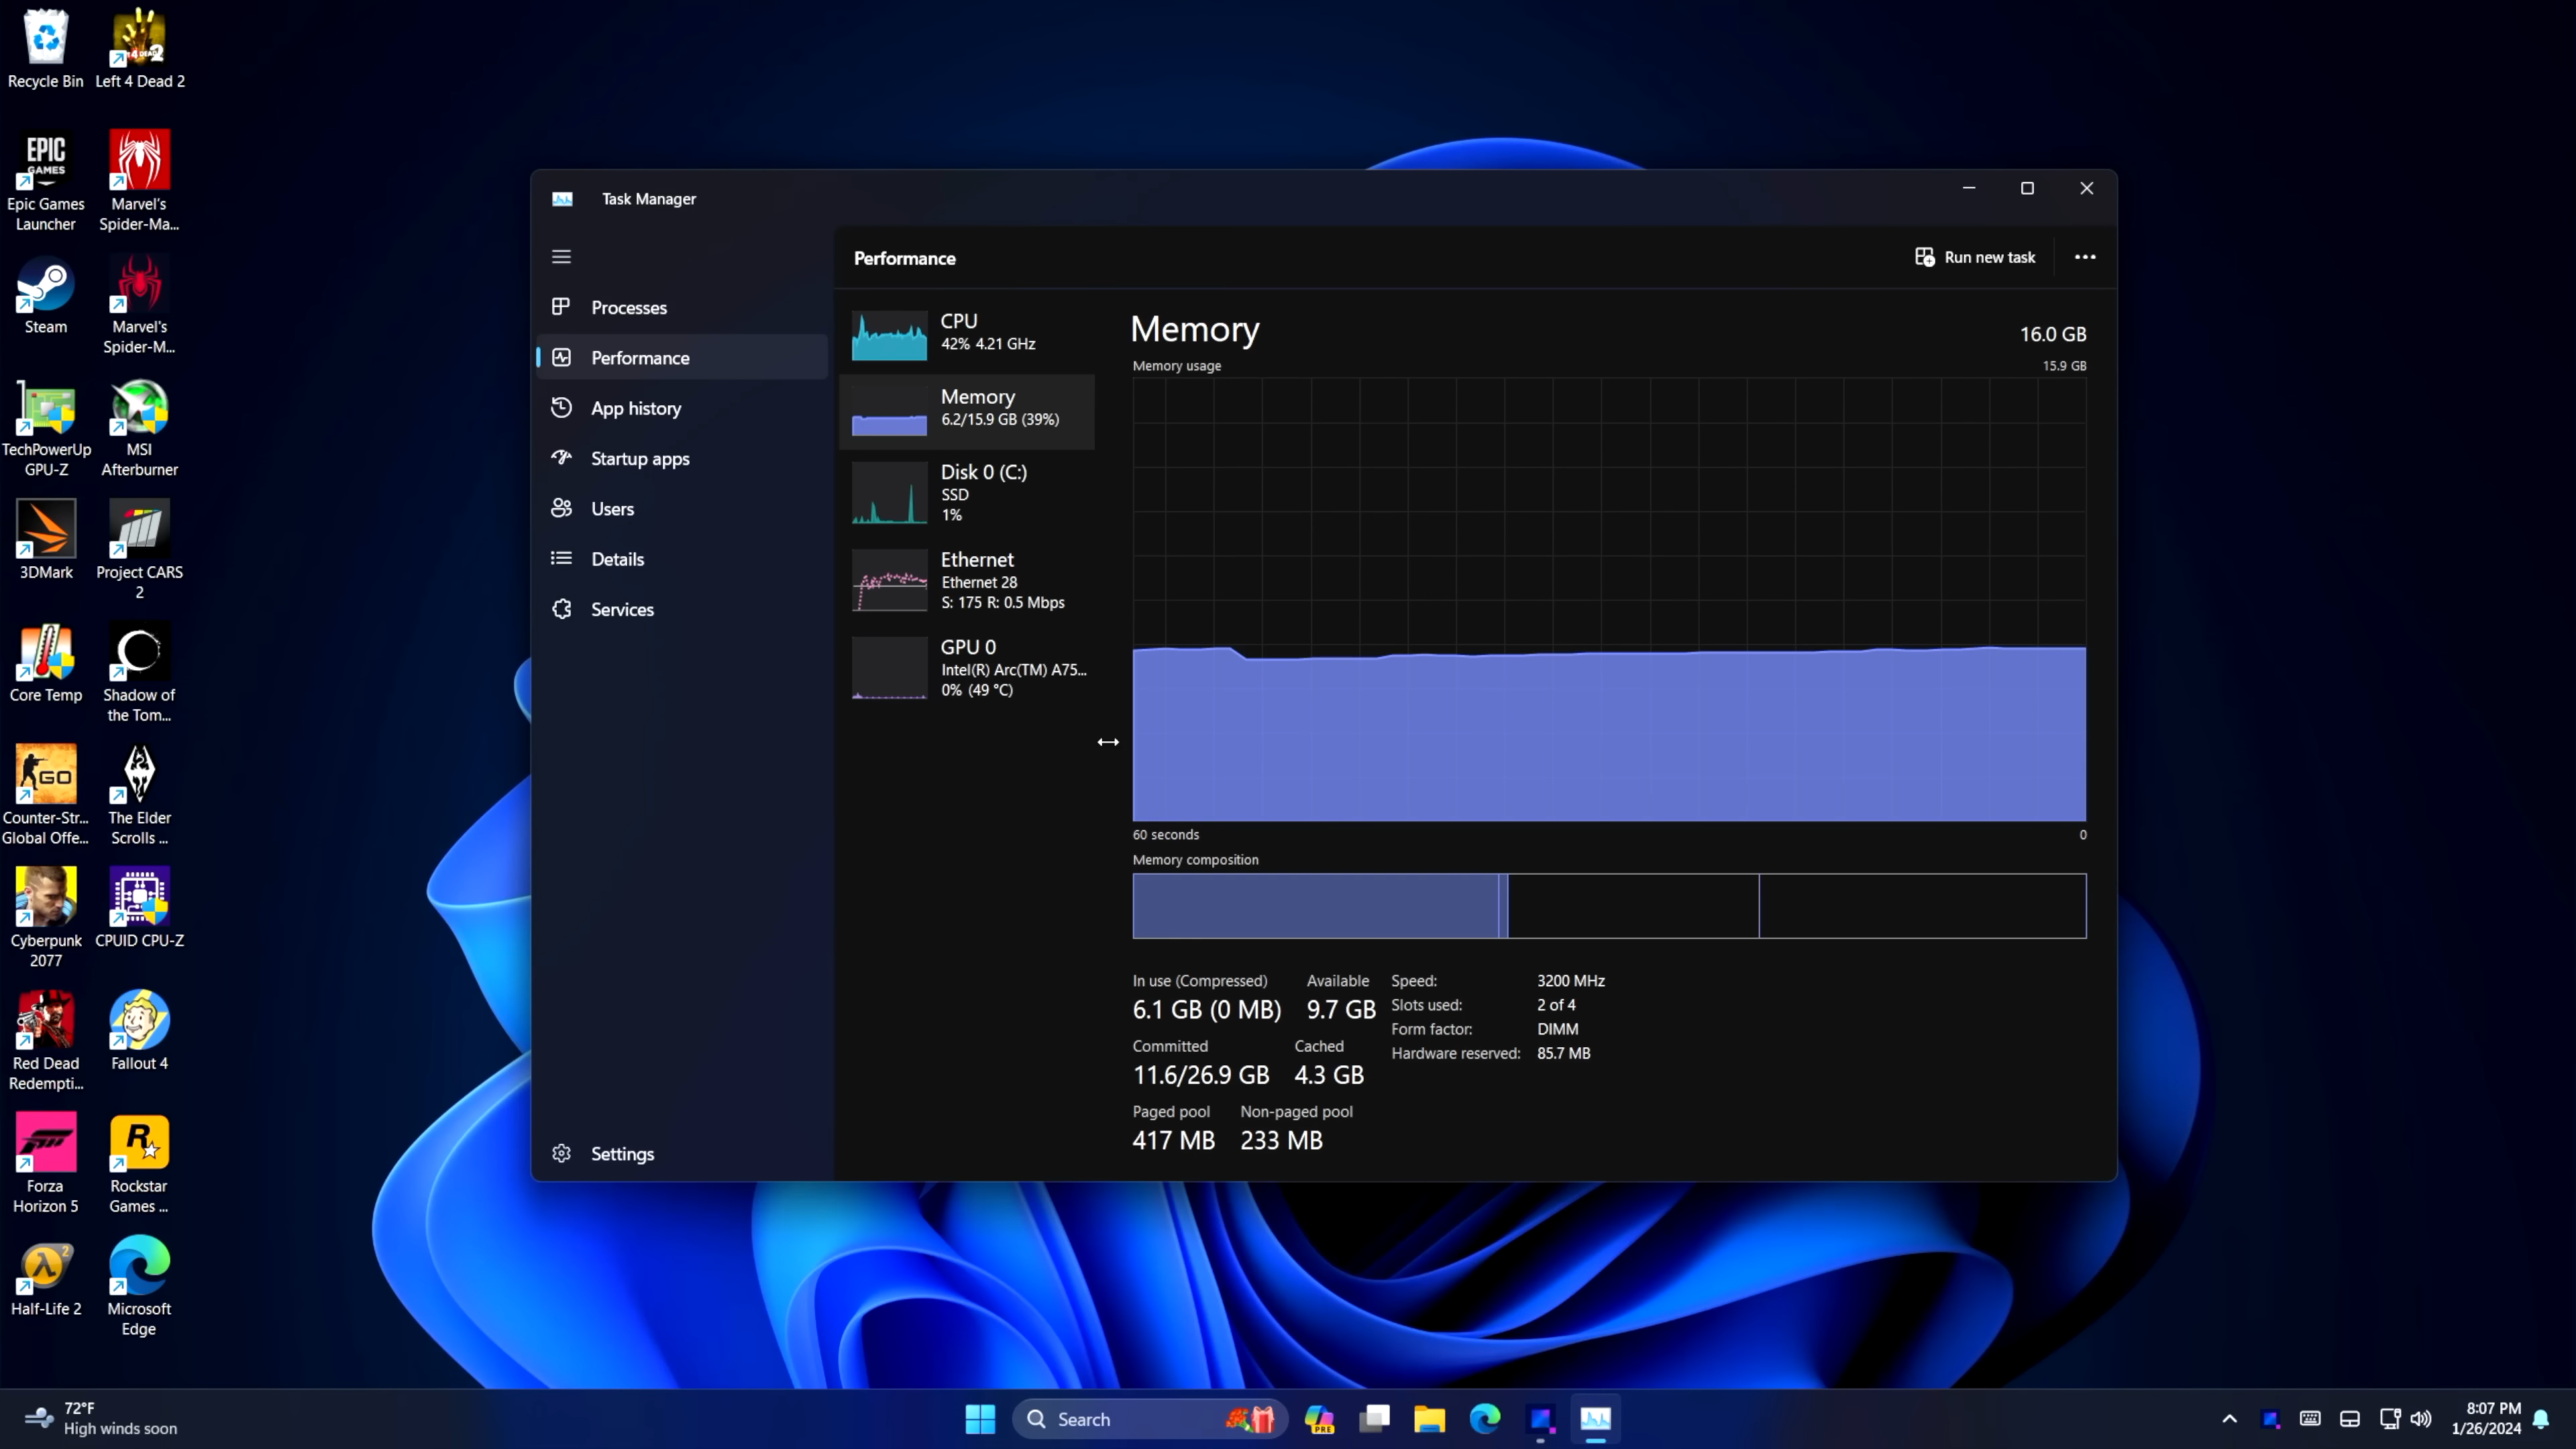 Recycle Bin
Left 4 Dead 2
EPIC
GAMES
Epic Games
Launcher
Marvel's
Spider-Ma...
Steam
Marvel's
Spider-M...
TechPowerUp
GPU-Z
MSI
Afterburner
3DMark
Project CARS
2
Core Temp
Shadow of
the Tom...
GO
Counter-Str...
Global Offe...
The Elder
Scrolls ...
Cyberpunk
2077
CPUID CPU-Z
Red Dead
Redempti...
Fallout 4
Forza
Horizon 5
R
Rockstar
Games ...
λ 2
Half-Life 2
Microsoft
Edge
Task Manager
Processes
Performance
App history
Startup apps
Users
Details
Services
Settings
Performance
Run new task
CPU
42% 4.21 GHz
Memory
6.2/15.9 GB (39%)
Disk 0 (C:)
SSD
1%
Ethernet
Ethernet 28
S: 175 R: 0.5 Mbps
GPU 0
Intel(R) Arc(TM) A75...
0% (49 °C)
Memory
16.0 GB
Memory usage
15.9 GB
60 seconds
0
Memory composition
In use (Compressed)
6.1 GB (0 MB)
Available
9.7 GB
Committed
11.6/26.9 GB
Cached
4.3 GB
Paged pool
417 MB
Non-paged pool
233 MB
Speed: 3200 MHz
Slots used: 2 of 4
Form factor: DIMM
Hardware reserved: 85.7 MB
72°F
High winds soon
Search
PRE
8:07 PM
1/26/2024